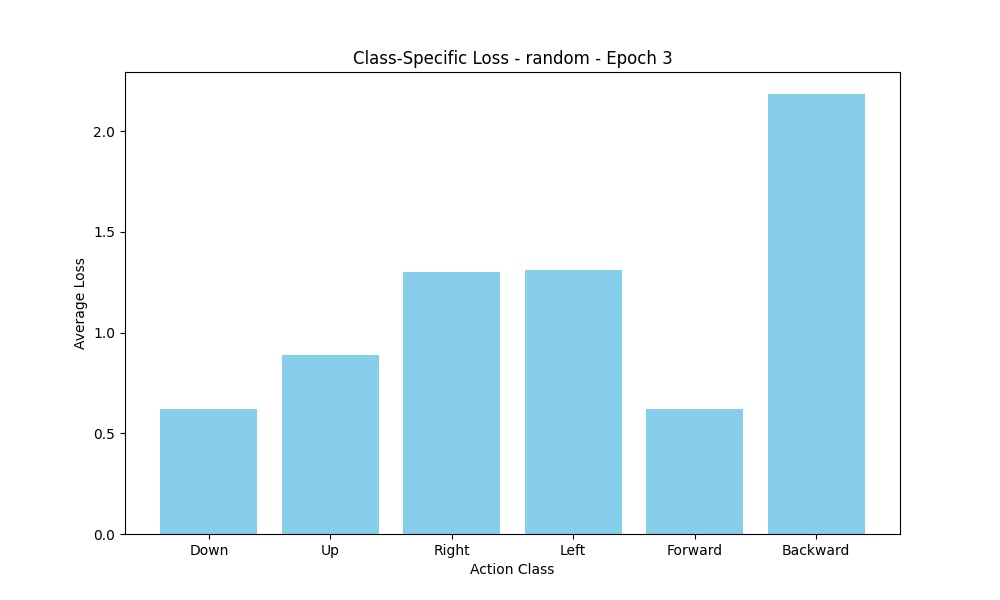 Class-Specific Loss - random - Epoch 3
Average Loss
2.0
1.5
1.0
0.5
0.0
Down Up Right Left Forward Backward
Action Class